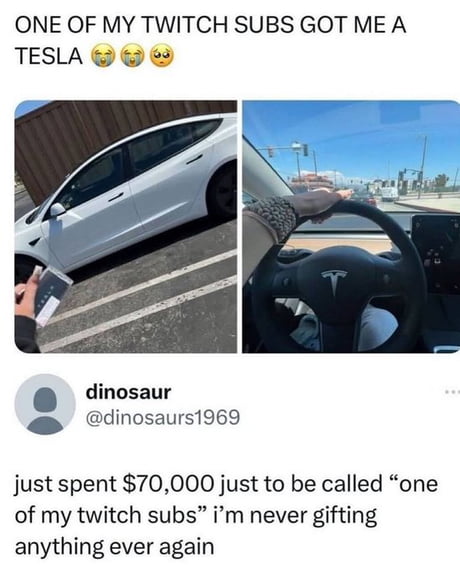 ONE OF MY TWITCH SUBS GOT ME A
TESLA 😭😭🥺
dinosaur
@dinosaurs1969
just spent $70,000 just to be called “one
of my twitch subs” i’m never gifting
anything ever again